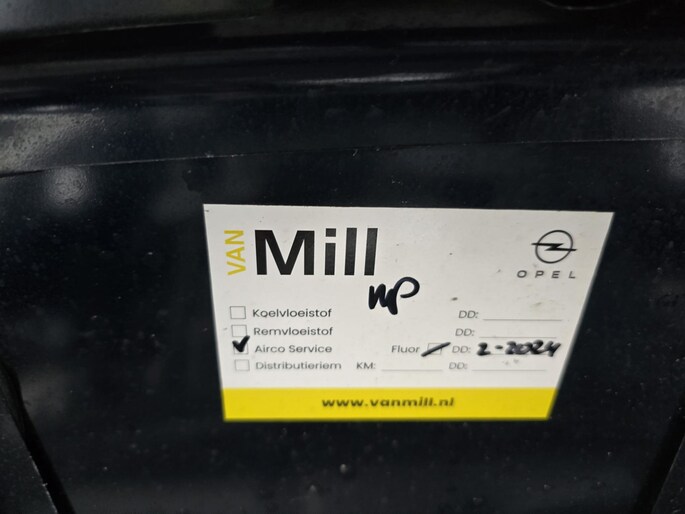 VAN Mill
OPEL
MP
Koelvloeistof DD:
Remvloeistof DD:
Airco Service Fluor DD: 2-2024
Distributieriem KM: DD:
www.vanmill.nl